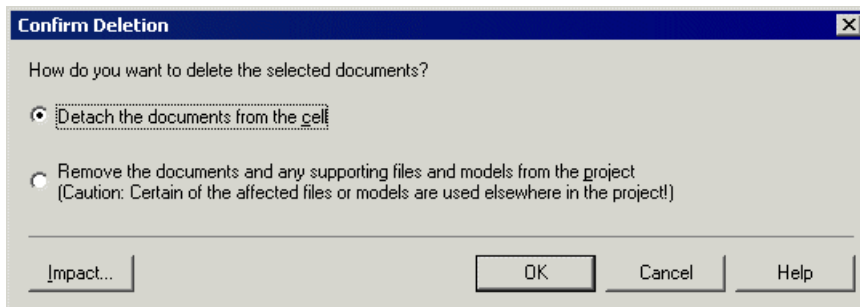 Confirm Deletion
How do you want to delete the selected documents?
Detach the documents from the cell
Remove the documents and any supporting files and models from the project
(Caution: Certain of the affected files or models are used elsewhere in the project!)
Impact... OK Cancel Help